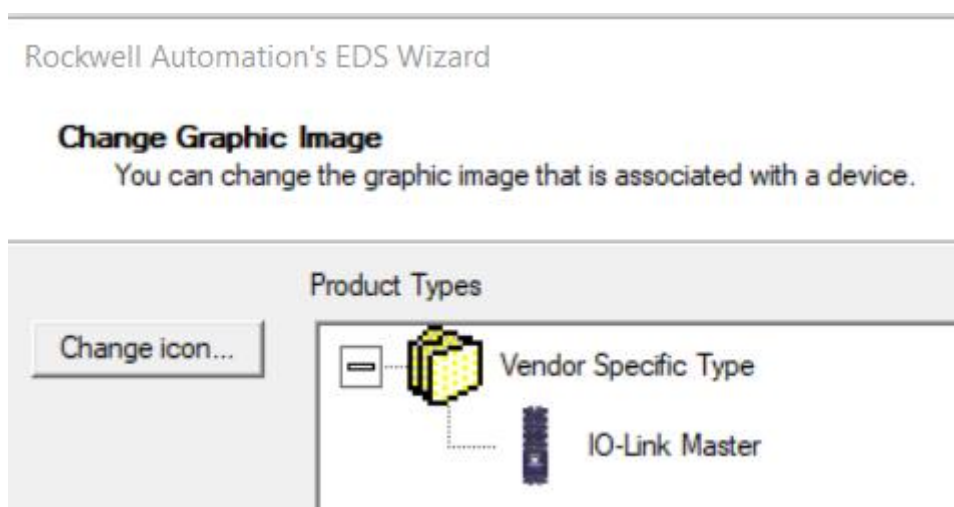 Rockwell Automation's EDS Wizard
Change Graphic Image
You can change the graphic image that is associated with a device.
Product Types
Change icon...
Vendor Specific Type
IO-Link Master